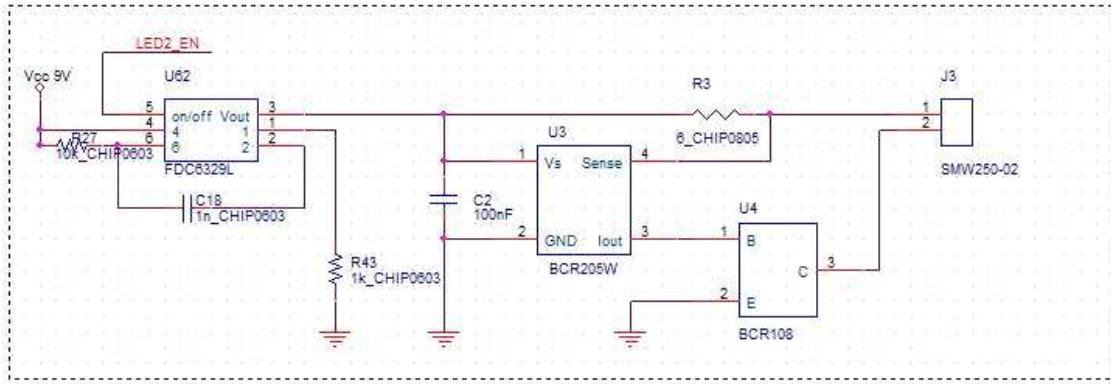 LED2_EN
Vcc 9V
U62
5 on/off Vout 3
4 4 1 1
6 6 2 2
R27
10k_CHIP0603
FDC6329L
C18
1n_CHIP0603
R43
1k_CHIP0603
C2
100nF
U3
1 Vs Sense 4
2 GND Iout 3
BCR205W
R3
6_CHIP0805
U4
1 B
C 3
2 E
BCR108
J3
1
2
SMW250-02